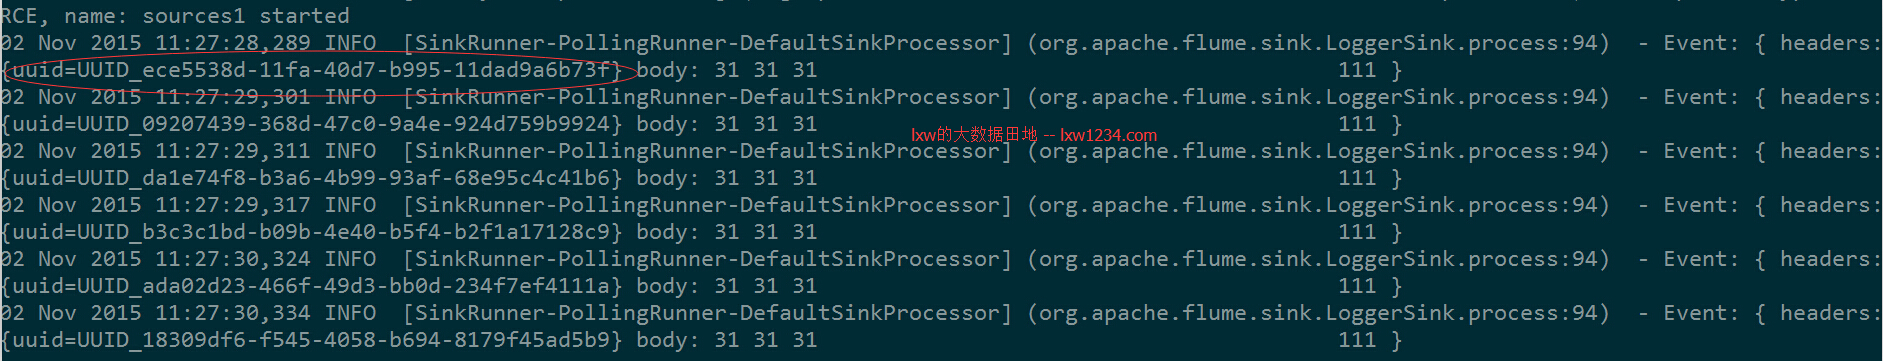 RCE, name: sources1 started
02 Nov 2015 11:27:28,289 INFO  [SinkRunner-PollingRunner-DefaultSinkProcessor] (org.apache.flume.sink.LoggerSink.process:94)  - Event: { headers:
{uuid=UUID_ece5538d-11fa-40d7-b995-11dad9a6b73f} body: 31 31 31 111 }
02 Nov 2015 11:27:29,301 INFO  [SinkRunner-PollingRunner-DefaultSinkProcessor] (org.apache.flume.sink.LoggerSink.process:94)  - Event: { headers:
{uuid=UUID_09207439-368d-47c0-9a4e-924d759b9924} body: 31 31 31 111 }
lxw的大数据田地 -- lxw1234.com
02 Nov 2015 11:27:29,311 INFO  [SinkRunner-PollingRunner-DefaultSinkProcessor] (org.apache.flume.sink.LoggerSink.process:94)  - Event: { headers:
{uuid=UUID_da1e74f8-b3a6-4b99-93af-68e95c4c41b6} body: 31 31 31 111 }
02 Nov 2015 11:27:29,317 INFO  [SinkRunner-PollingRunner-DefaultSinkProcessor] (org.apache.flume.sink.LoggerSink.process:94)  - Event: { headers:
{uuid=UUID_b3c3c1bd-b09b-4e40-b5f4-b2f1a17128c9} body: 31 31 31 111 }
02 Nov 2015 11:27:30,324 INFO  [SinkRunner-PollingRunner-DefaultSinkProcessor] (org.apache.flume.sink.LoggerSink.process:94)  - Event: { headers:
{uuid=UUID_ada02d23-466f-49d3-bb0d-234f7ef4111a} body: 31 31 31 111 }
02 Nov 2015 11:27:30,334 INFO  [SinkRunner-PollingRunner-DefaultSinkProcessor] (org.apache.flume.sink.LoggerSink.process:94)  - Event: { headers:
{uuid=UUID_18309df6-f545-4058-b694-8179f45ad5b9} body: 31 31 31 111 }